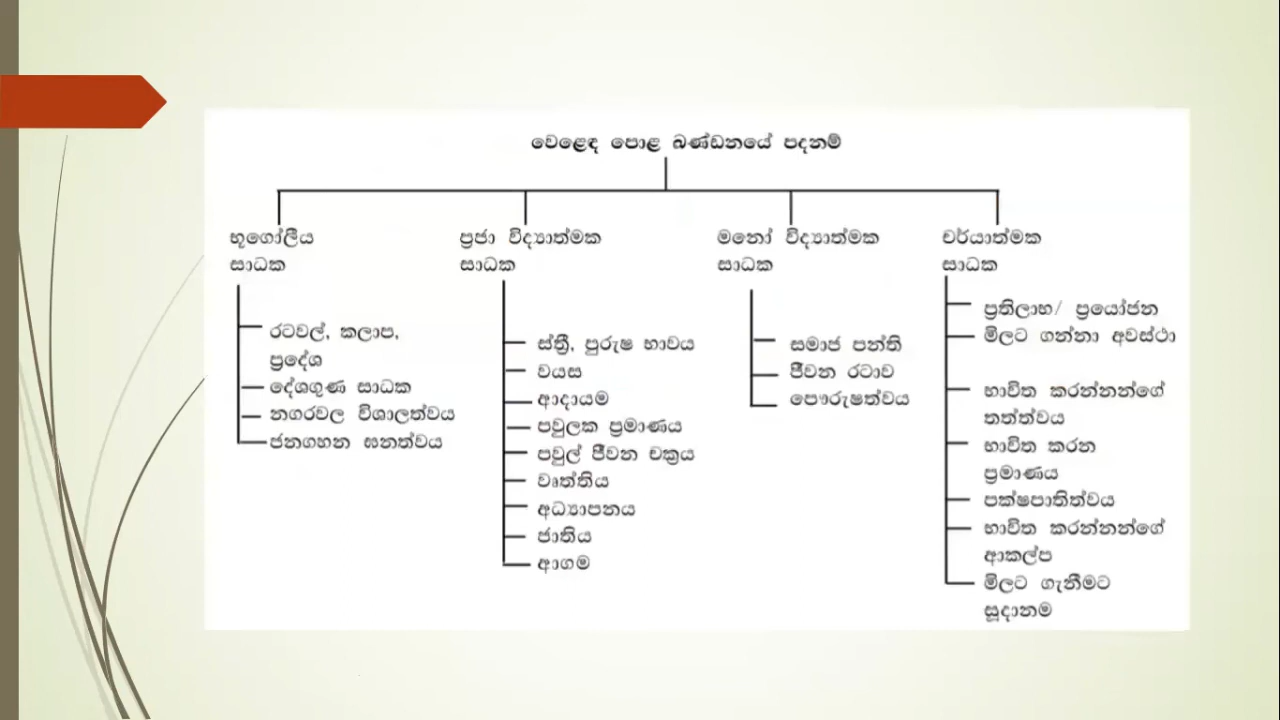 වෙළෙඳ පොළ ඛණ්ඩනයේ පදනම්
භූගෝලීය
සාධක
රටවල්, කලාප,
ප්‍රදේශ
දේශගුණ සාධක
නගරවල විශාලත්වය
ජනගහන ඝනත්වය
ප්‍රජා විද්‍යාත්මක
සාධක
ස්ත්‍රී, පුරුෂ භාවය
වයස
ආදායම
පවුලක ප්‍රමාණය
පවුල් ජීවන චක්‍රය
වෘත්තිය
අධ්‍යාපනය
ජාතිය
ආගම
මනෝ විද්‍යාත්මක
සාධක
සමාජ පන්ති
ජීවන රටාව
පෞරුෂත්වය
චර්යාත්මක
සාධක
ප්‍රතිලාභ/ ප්‍රයෝජන
මිලට ගන්නා අවස්ථා
භාවිත කරන්නන්ගේ
තත්ත්වය
භාවිත කරන
ප්‍රමාණය
පක්ෂපාතිත්වය
භාවිත කරන්නන්ගේ
ආකල්ප
මිලට ගැනීමට
සූදානම